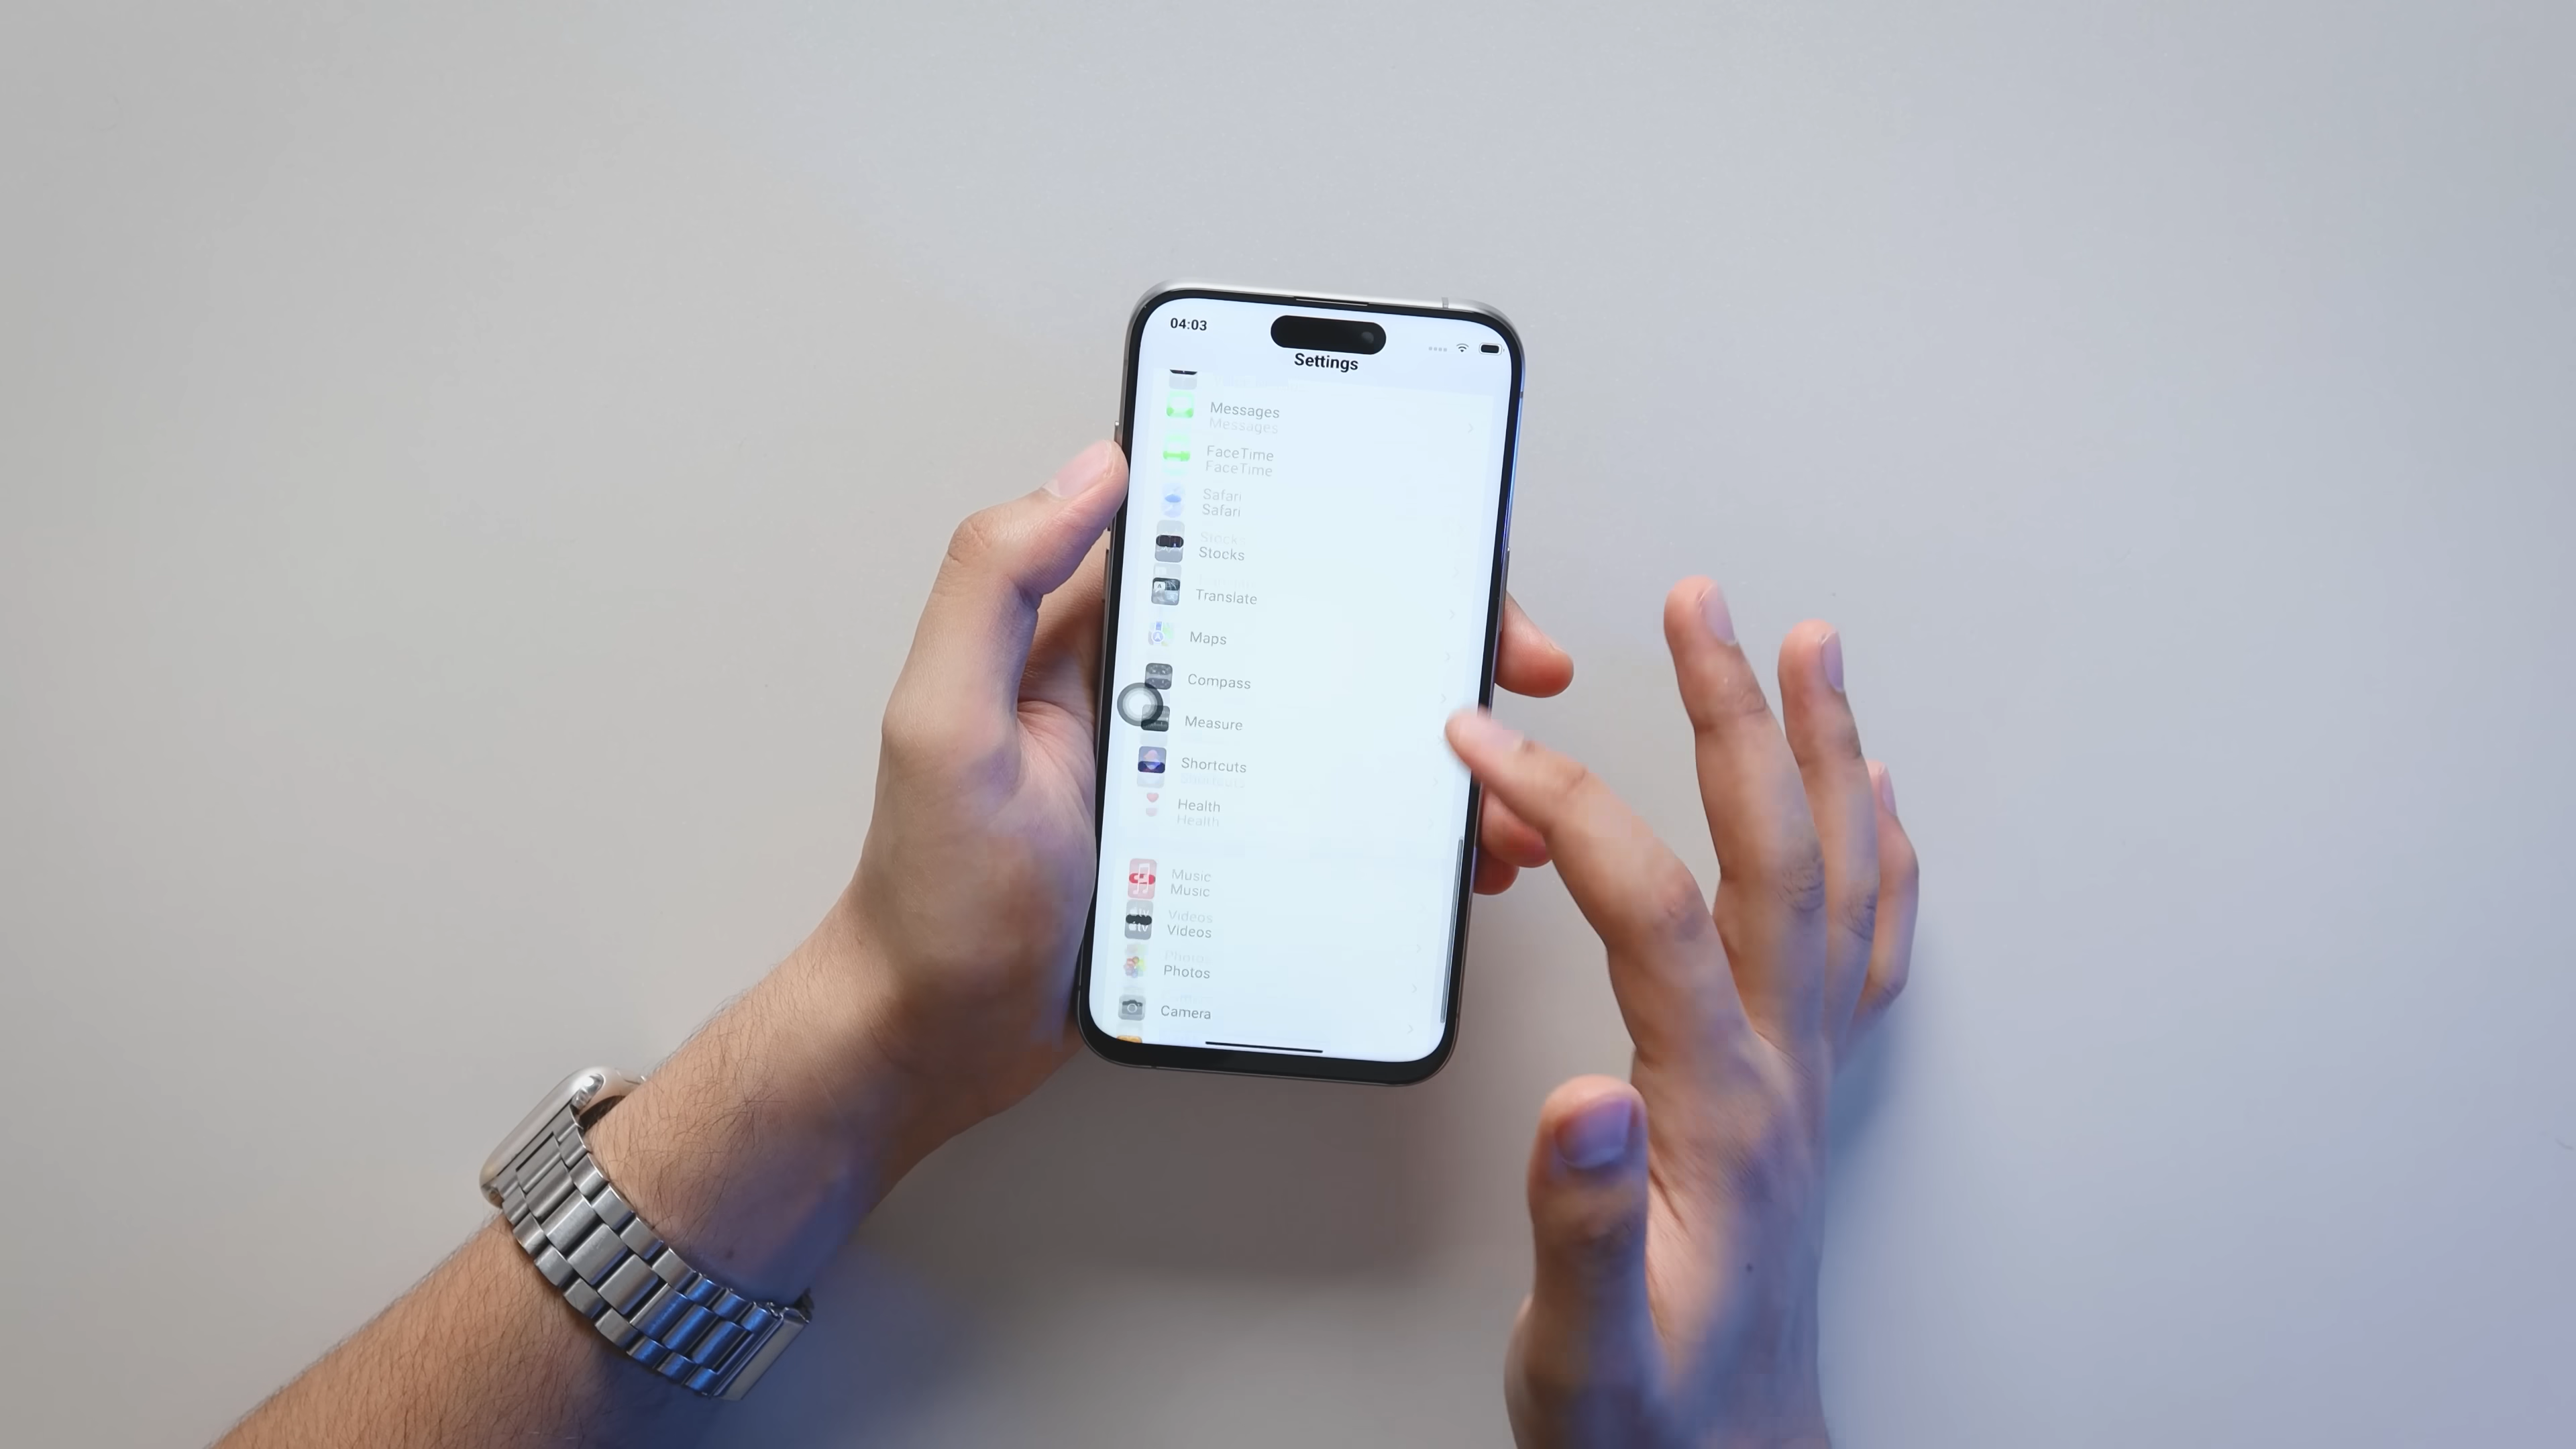 04:03
Settings
Messages
FaceTime
Safari
Stocks
Translate
Maps
Compass
Measure
Shortcuts
Health
Music
Videos
Photos
Camera